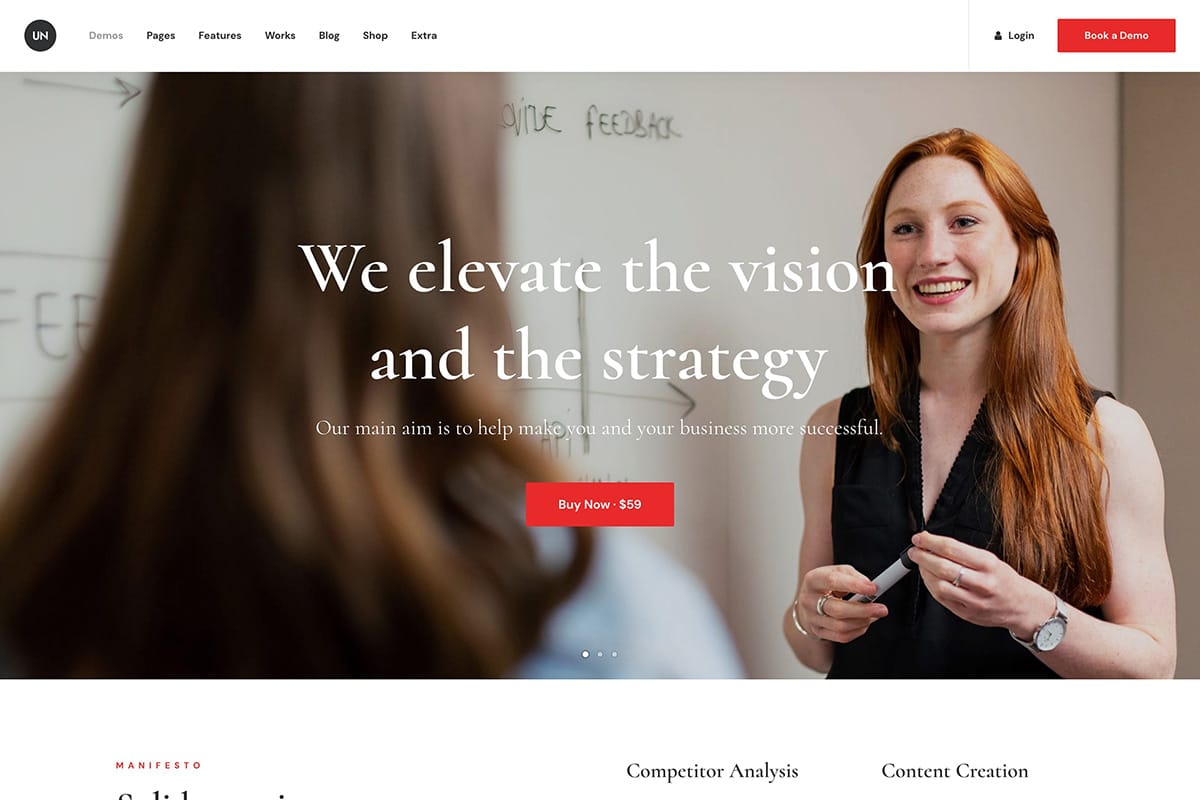 UN
Demos Pages Features Works Blog Shop Extra
Login
Book a Demo
FEEDBACK
We elevate the vision
and the strategy
Our main aim is to help make you and your business more successful.
Buy Now · $59
MANIFESTO
Competitor Analysis
Content Creation